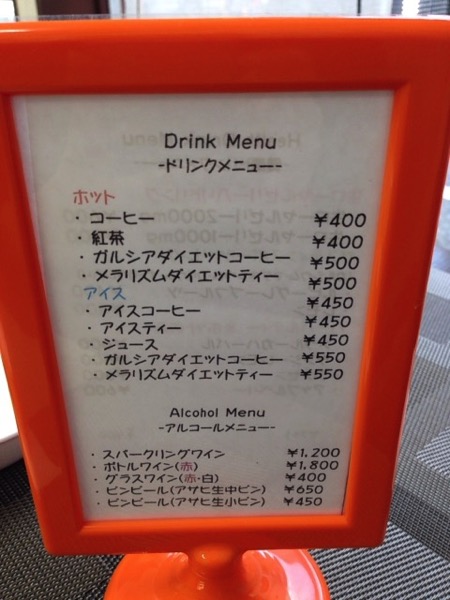 Drink Menu
-ドリンクメニュー-
ホット
・コーヒー ￥400
・紅茶 ￥400
・ガルシアダイエットコーヒー ￥500
・メラリズムダイエットティー ￥500
アイス
・アイスコーヒー ￥450
・アイスティー ￥450
・ジュース ￥450
・ガルシアダイエットコーヒー ￥550
・メラリズムダイエットティー ￥550
Alcohol Menu
-アルコールメニュー-
・スパークリングワイン ￥1,200
・ボトルワイン(赤) ￥1,800
・グラスワイン(赤・白) ￥400
・ビンビール(アサヒ生中ビン) ￥650
・ビンビール(アサヒ生小ビン) ￥450